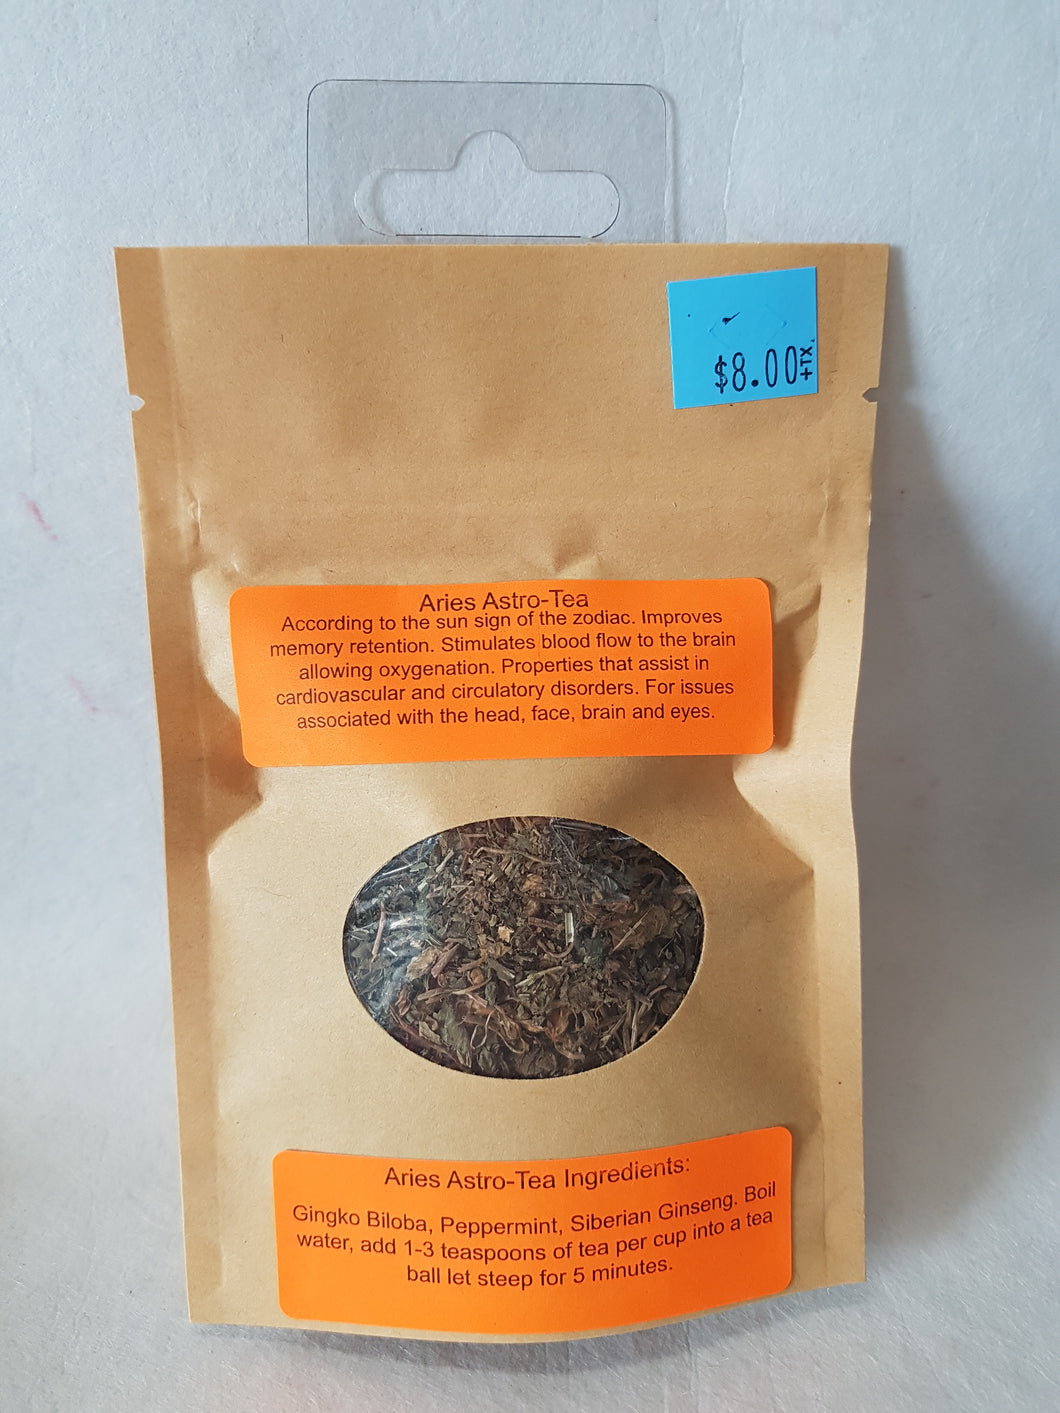 $8.00+TX.
Aries Astro-Tea
According to the sun sign of the zodiac. Improves
memory retention. Stimulates blood flow to the brain
allowing oxygenation. Properties that assist in
cardiovascular and circulatory disorders. For issues
associated with the head, face, brain and eyes.
Aries Astro-Tea Ingredients:
Gingko Biloba, Peppermint, Siberian Ginseng. Boil
water, add 1-3 teaspoons of tea per cup into a tea
ball let steep for 5 minutes.